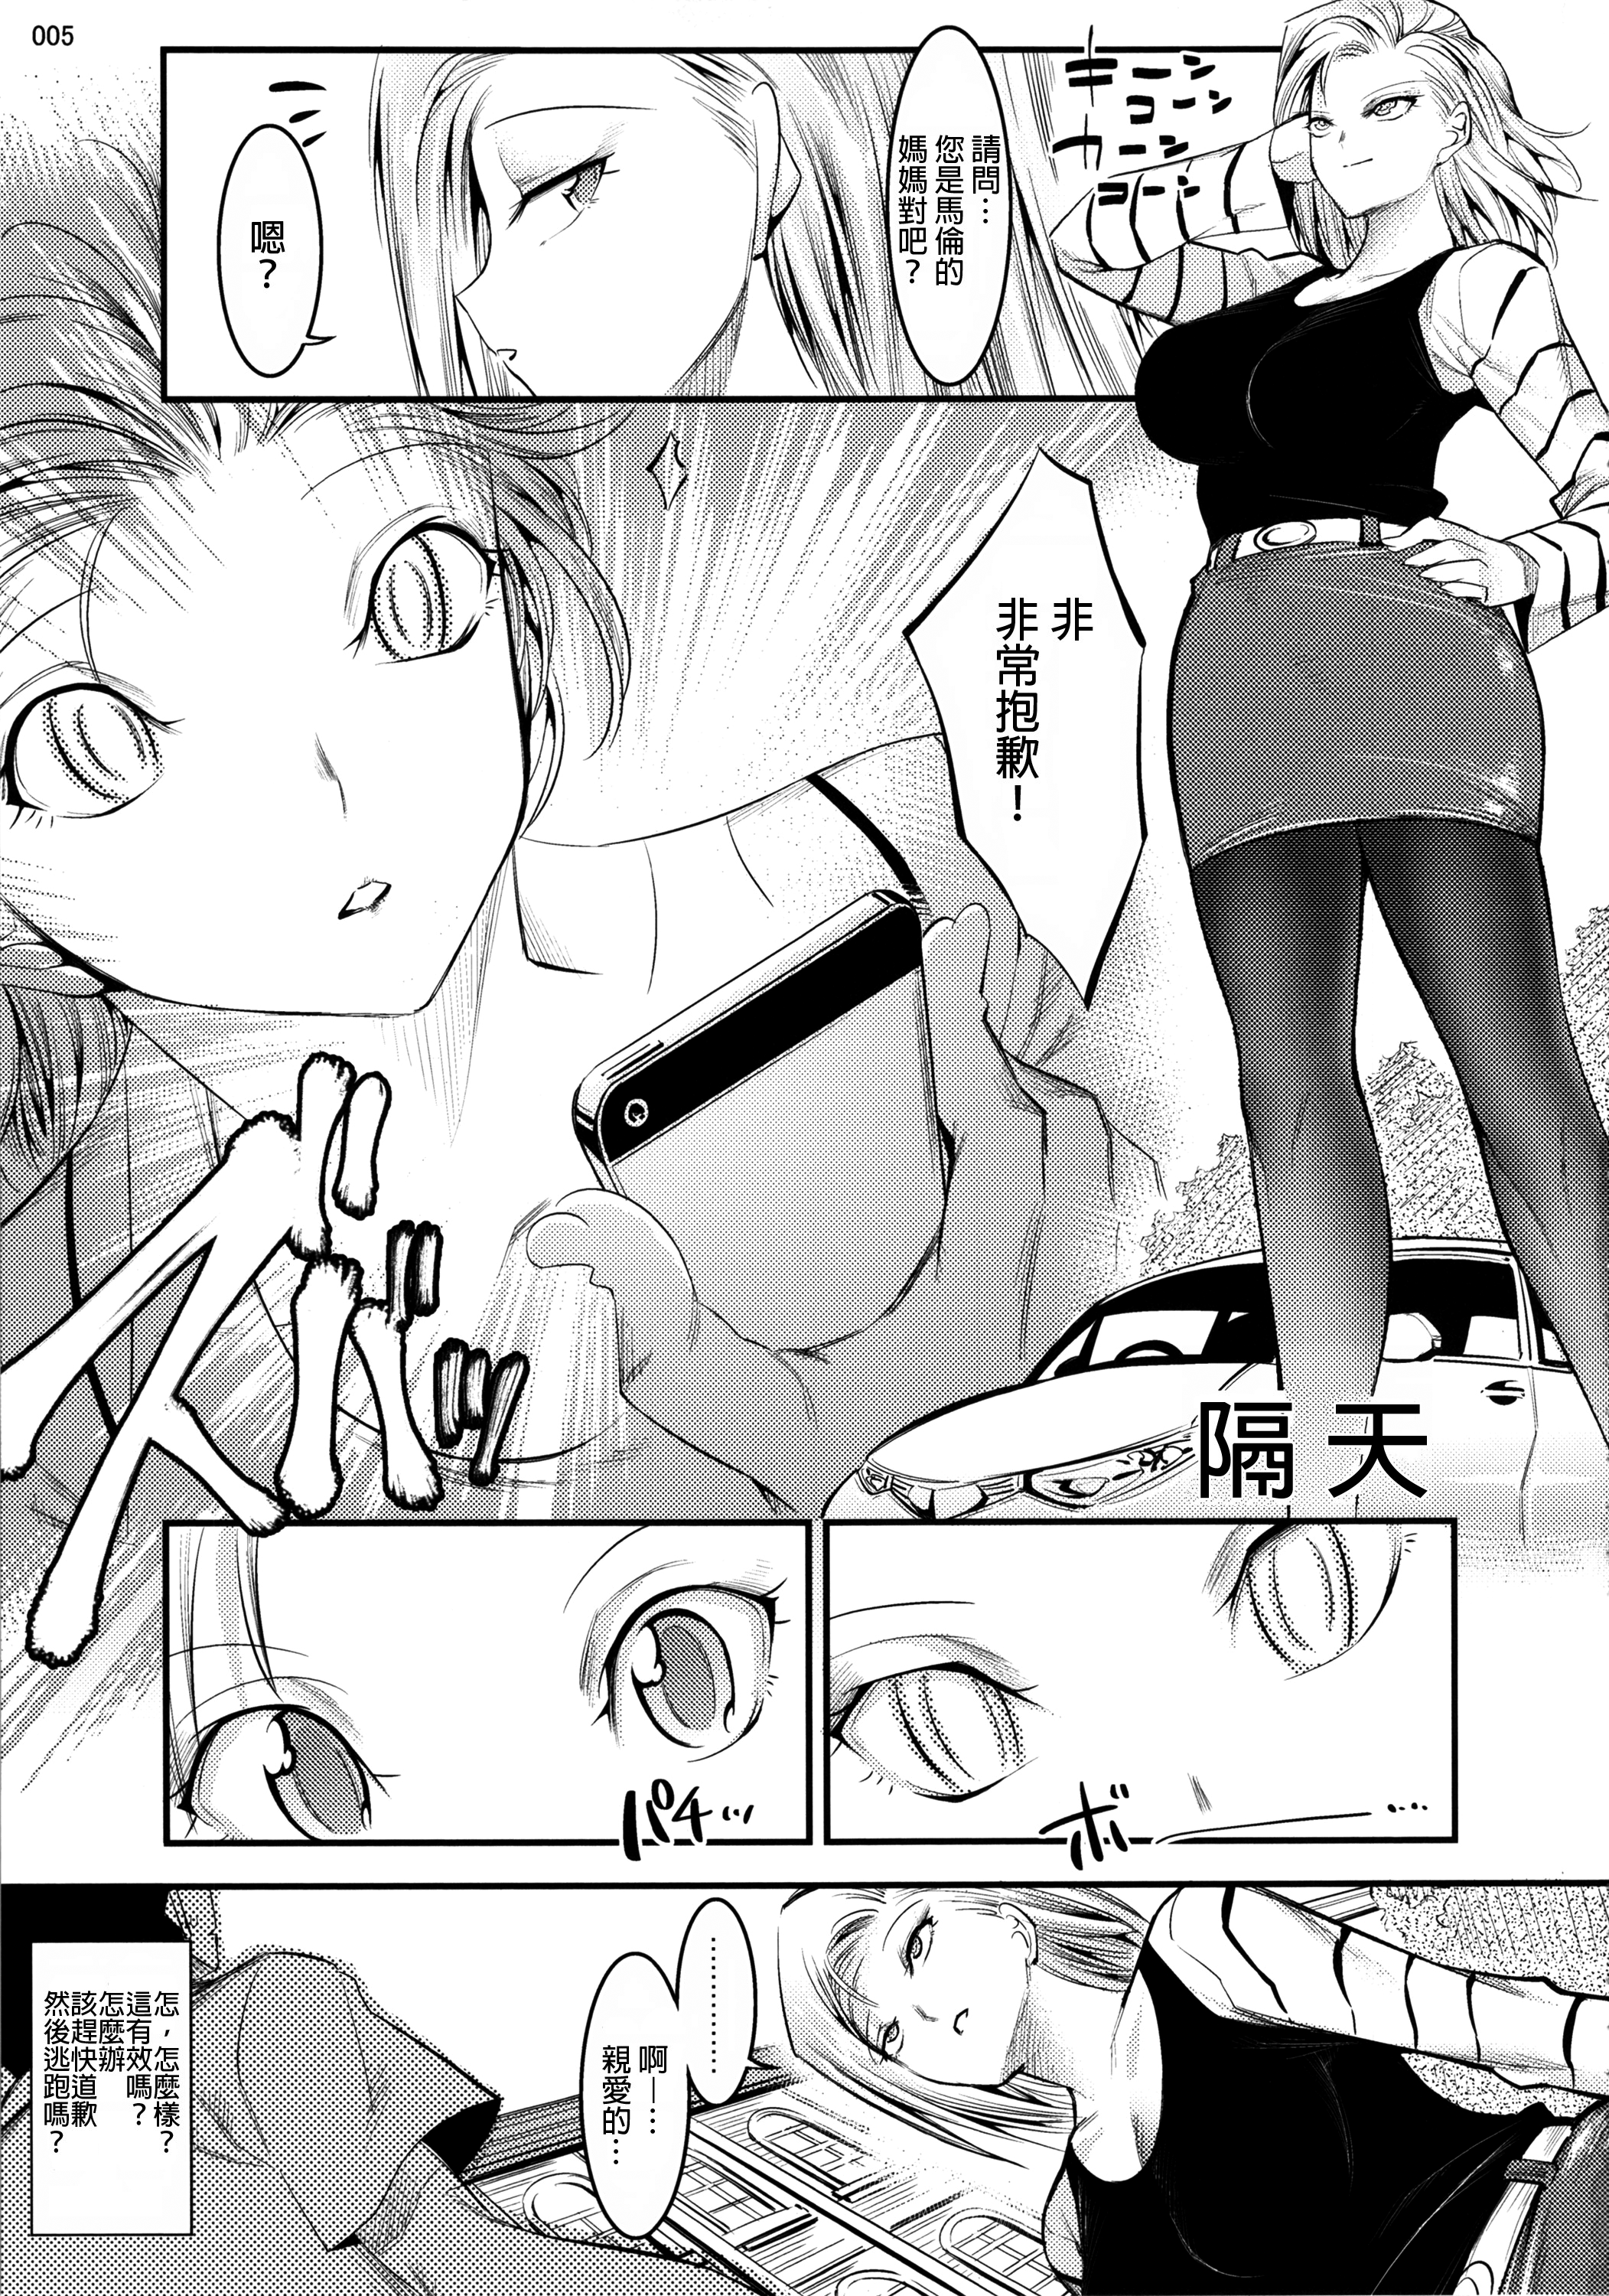 005
キーン
コーン
カーン
コーン
請問…
您是馬倫的
媽媽對吧？
嗯？
非
非常抱歉！
隔天
バババッ
ボ ー ‥‥
パチ…
………
啊—…
親愛的…
怎，怎麼樣？
這有效嗎？
怎麼辦
該趕快道歉
然後逃跑嗎？